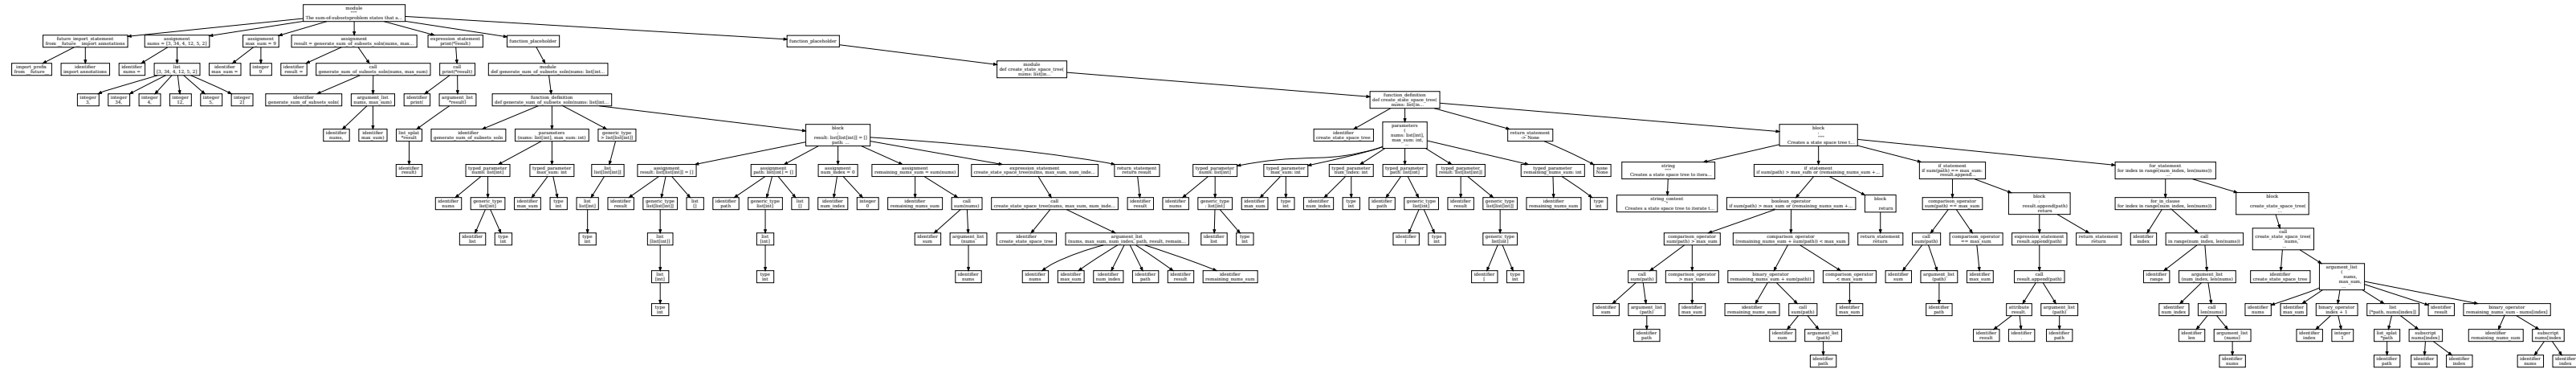 module
"""
The sum-of-subsetsproblem states that a...
future_import_statement
from __future__ import annotations
assignment
nums = [3, 34, 4, 12, 5, 2]
assignment
max_sum = 9
assignment
result = generate_sum_of_subsets_soln(nums, max...
expression_statement
print(*result)
function_placeholder
function_placeholder
import_prefix
from __future__
identifier
import annotations
identifier
nums =
list
[3, 34, 4, 12, 5, 2]
identifier
max_sum =
integer
9
identifier
result =
call
generate_sum_of_subsets_soln(nums, max_sum)
call
print(*result)
module
def generate_sum_of_subsets_soln(nums: list[int...
module
def create_state_space_tree(
nums: list[in...
integer
3,
integer
34,
integer
4,
integer
12,
integer
5,
integer
2]
identifier
generate_sum_of_subsets_soln(
argument_list
nums, max_sum)
identifier
print(
argument_list
*result)
function_definition
def generate_sum_of_subsets_soln(nums: list[int...
function_definition
def create_state_space_tree(
nums: list[in...
identifier
nums,
identifier
max_sum)
list_splat
*result
identifier
generate_sum_of_subsets_soln
parameters
(nums: list[int], max_sum: int)
generic_type
> list[list[int]]
block
result: list[list[int]] = []
path: ...
identifier
create_state_space_tree
parameters
(
nums: list[int],
max_sum: int,
...
return_statement
-> None
block
:
"""
Creates a state space tree t...
identifier
result)
typed_parameter
nums: list[int]
typed_parameter
max_sum: int
list
list[list[int]]
assignment
result: list[list[int]] = []
assignment
path: list[int] = []
assignment
num_index = 0
assignment
remaining_nums_sum = sum(nums)
expression_statement
create_state_space_tree(nums, max_sum, num_inde...
return_statement
return result
typed_parameter
nums: list[int]
typed_parameter
max_sum: int
typed_parameter
num_index: int
typed_parameter
path: list[int]
typed_parameter
result: list[list[int]]
typed_parameter
remaining_nums_sum: int
none
None
string
"""
Creates a state space tree to itera...
if_statement
if sum(path) > max_sum or (remaining_nums_sum +...
if_statement
if sum(path) == max_sum:
result.append...
for_statement
for index in range(num_index, len(nums)):
...
identifier
nums
generic_type
list[int]
identifier
max_sum
type
int
list
list[int]
identifier
result
generic_type
list[list[int]]
list
[]
identifier
path
generic_type
list[int]
list
[]
identifier
num_index
integer
0
identifier
remaining_nums_sum
call
sum(nums)
call
create_state_space_tree(nums, max_sum, num_inde...
identifier
result
identifier
nums
generic_type
: list[int]
identifier
max_sum
type
int
identifier
num_index
type
int
identifier
path
generic_type
list[int]
identifier
result
generic_type
list[list[int]]
identifier
remaining_nums_sum
type
int
string_content
Creates a state space tree to iterate t...
boolean_operator
if sum(path) > max_sum or (remaining_nums_sum +...
block
return
comparison_operator
sum(path) == max_sum
block
result.append(path)
return
for_in_clause
for index in range(num_index, len(nums)):
block
create_state_space_tree(
...
identifier
list
type
int
type
int
list
[list[int]]
list
[int]
identifier
sum
argument_list
(nums)
identifier
create_state_space_tree
argument_list
(nums, max_sum, num_index, path, result, remain...
identifier
list
type
int
identifier
[
type
int
generic_type
list[int]
comparison_operator
sum(path) > max_sum
comparison_operator
(remaining_nums_sum + sum(path)) < max_sum
return_statement
return
call
sum(path)
comparison_operator
== max_sum
expression_statement
result.append(path)
return_statement
return
identifier
index
call
in range(num_index, len(nums))
call
create_state_space_tree(
nums,
...
list
[int]
type
int
identifier
nums
identifier
nums
identifier
max_sum
identifier
num_index
identifier
path
identifier
result
identifier
remaining_nums_sum
identifier
[
type
int
call
sum(path)
comparison_operator
> max_sum
binary_operator
remaining_nums_sum + sum(path))
comparison_operator
< max_sum
identifier
sum
argument_list
(path)
identifier
max_sum
call
result.append(path)
identifier
range
argument_list
(num_index, len(nums)
identifier
create_state_space_tree
argument_list
(
nums,
max_sum,
...
type
int
identifier
sum
argument_list
(path)
identifier
max_sum
identifier
remaining_nums_sum
call
sum(path)
identifier
max_sum
identifier
path
attribute
result.
argument_list
(path)
identifier
num_index
call
len(nums)
identifier
nums
identifier
max_sum
binary_operator
index + 1
list
[*path, nums[index]]
identifier
result
binary_operator
remaining_nums_sum - nums[index]
identifier
path
identifier
sum
argument_list
(path)
identifier
result
identifier
.
identifier
path
identifier
len
argument_list
(nums)
identifier
index
integer
1
list_splat
*path
subscript
nums[index]
identifier
remaining_nums_sum
subscript
nums[index]
identifier
path
identifier
nums
identifier
path
identifier
nums
identifier
index
identifier
nums
identifier
index